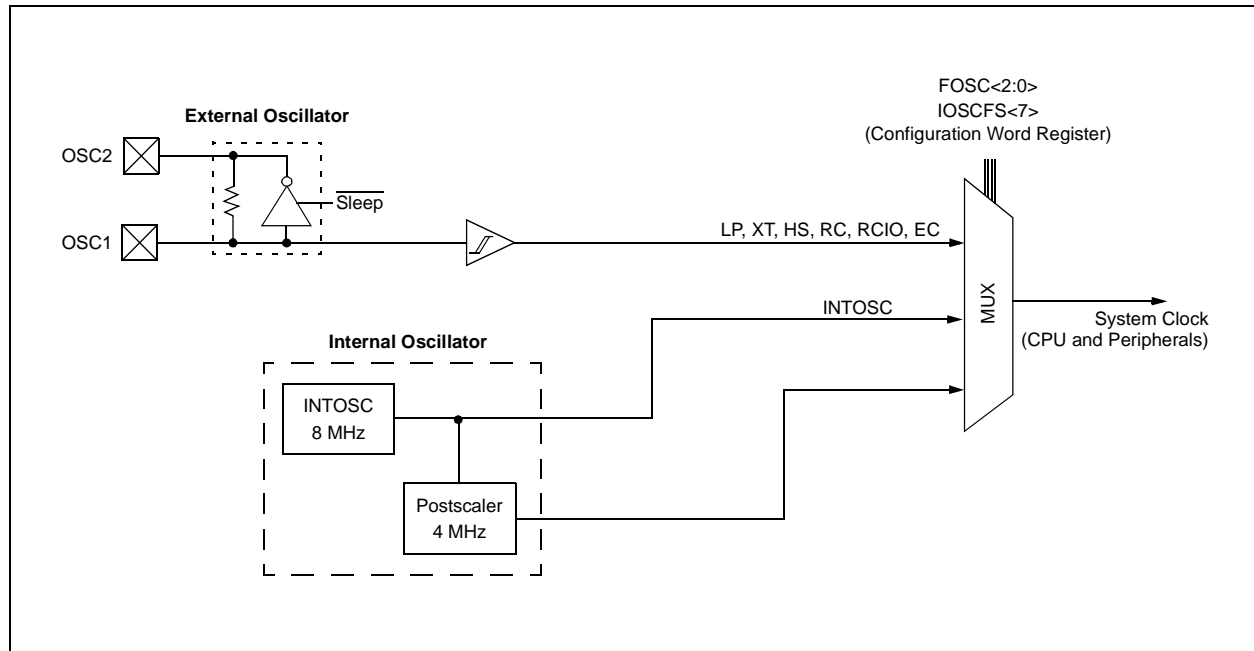 FOSC<2:0>
IOSCFS<7>
(Configuration Word Register)
External Oscillator
OSC2
Sleep
OSC1
LP, XT, HS, RC, RCIO, EC
MUX
INTOSC
System Clock
(CPU and Peripherals)
Internal Oscillator
INTOSC
8 MHz
Postscaler
4 MHz